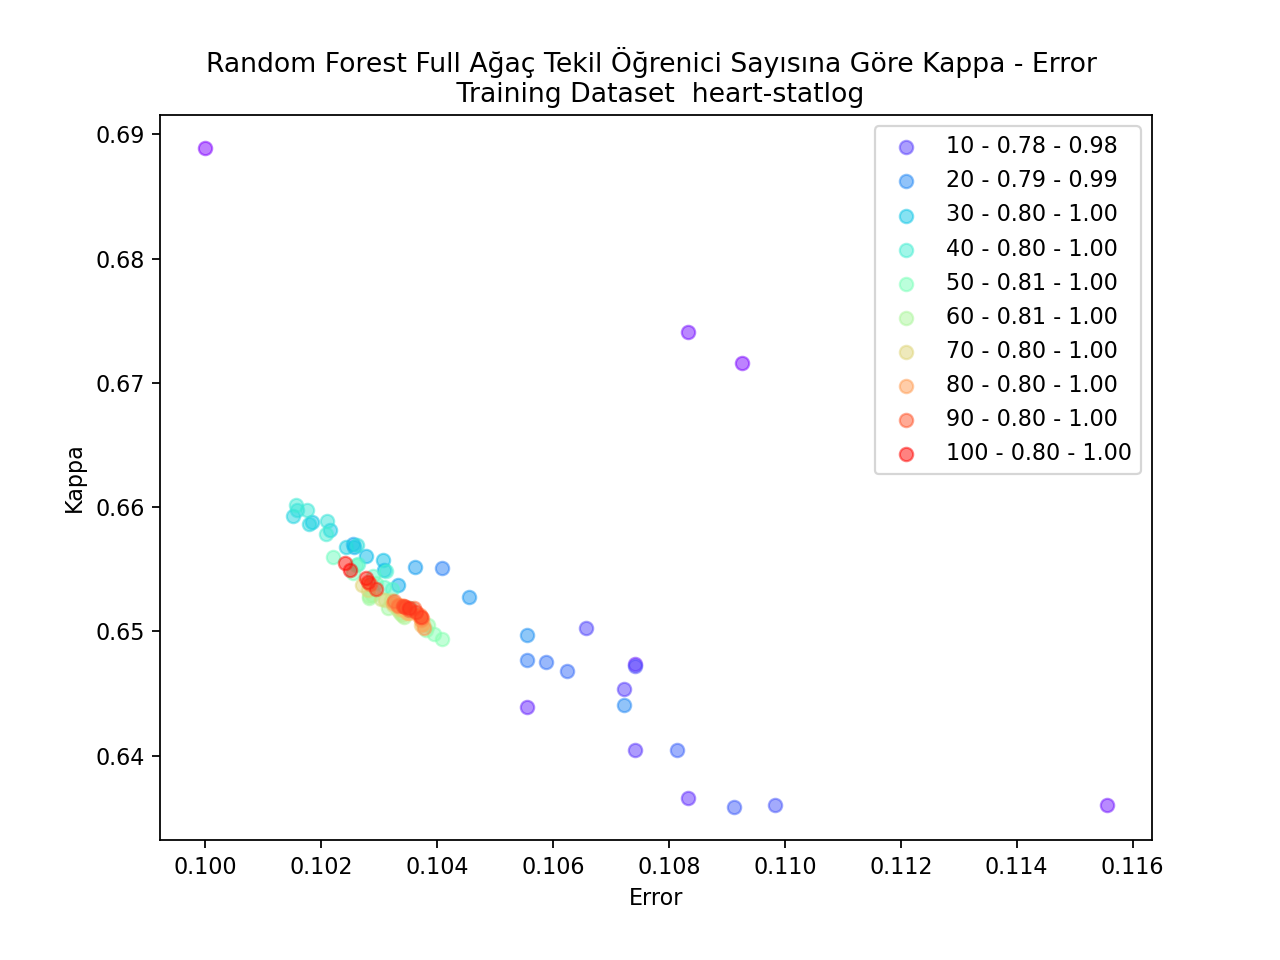 Random Forest Full Ağaç Tekil Öğrenici Sayısına Göre Kappa - Error
Training Dataset  heart-statlog
0.69
0.68
0.67
0.66
0.65
0.64
Kappa
10 - 0.78 - 0.98
20 - 0.79 - 0.99
30 - 0.80 - 1.00
40 - 0.80 - 1.00
50 - 0.81 - 1.00
60 - 0.81 - 1.00
70 - 0.80 - 1.00
80 - 0.80 - 1.00
90 - 0.80 - 1.00
100 - 0.80 - 1.00
0.100 0.102 0.104 0.106 0.108 0.110 0.112 0.114 0.116
Error